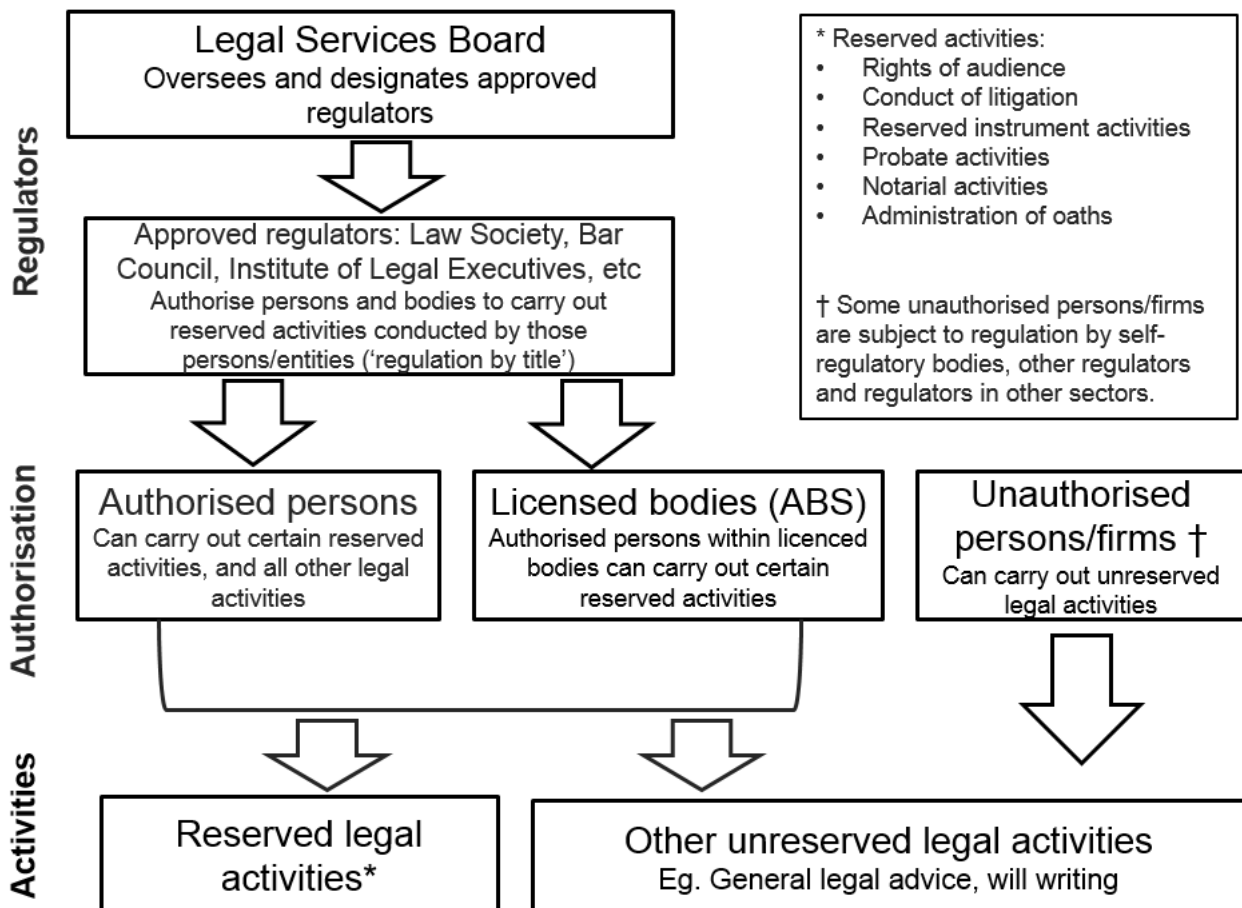 Legal Services Board
Oversees and designates approved
regulators
* Reserved activities:
• Rights of audience
• Conduct of litigation
• Reserved instrument activities
• Probate activities
• Notarial activities
• Administration of oaths
† Some unauthorised persons/firms
are subject to regulation by self-
regulatory bodies, other regulators
and regulators in other sectors.
Regulators
Approved regulators: Law Society, Bar
Council, Institute of Legal Executives, etc
Authorise persons and bodies to carry out
reserved activities conducted by those
persons/entities (‘regulation by title’)
Authorisation
Authorised persons
Can carry out certain reserved
activities, and all other legal
activities
Licensed bodies (ABS)
Authorised persons within licenced
bodies can carry out certain
reserved activities
Unauthorised
persons/firms †
Can carry out unreserved
legal activities
Activities
Reserved legal
activities*
Other unreserved legal activities
Eg. General legal advice, will writing